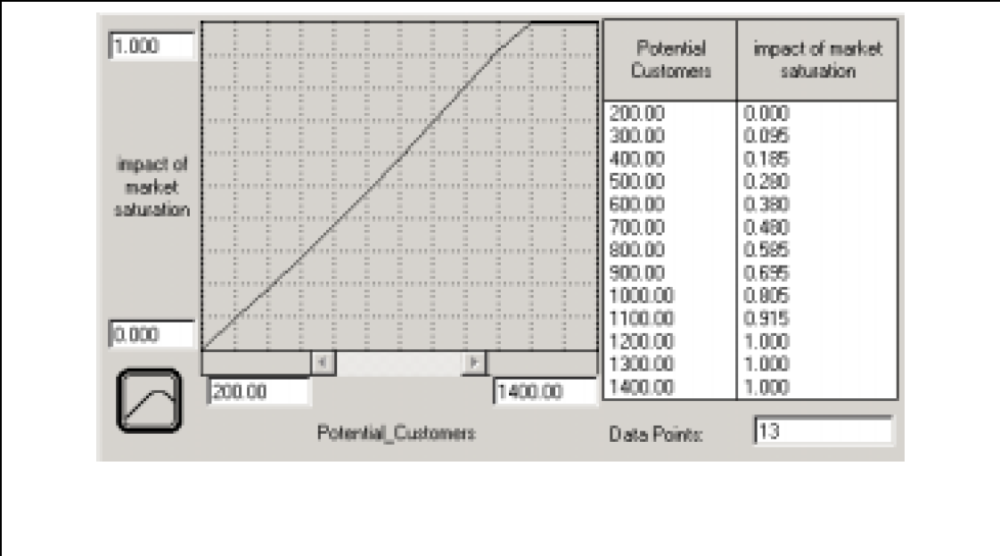 1.000
impact of
market
saturation
0.000
200.00
1400.00
Potential_Customers
Potential Customers impact of market saturation
200.00 0.000
300.00 0.095
400.00 0.185
500.00 0.280
600.00 0.380
700.00 0.480
800.00 0.585
900.00 0.695
1000.00 0.805
1100.00 0.915
1200.00 1.000
1300.00 1.000
1400.00 1.000
Data Points: 13